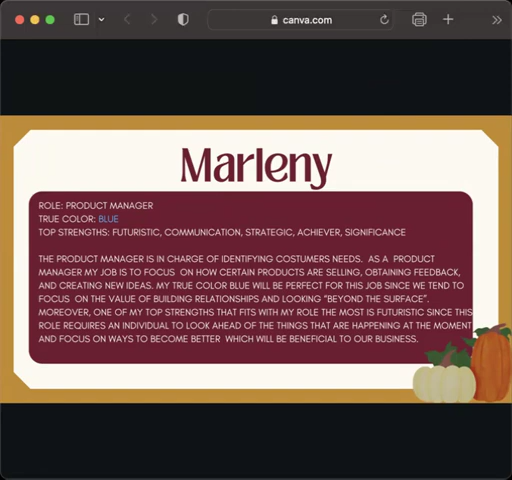 canva.com
Marleny
ROLE: PRODUCT MANAGER
TRUE COLOR: BLUE
TOP STRENGTHS: FUTURISTIC, COMMUNICATION, STRATEGIC, ACHIEVER, SIGNIFICANCE
THE PRODUCT MANAGER IS IN CHARGE OF IDENTIFYING COSTUMERS NEEDS. AS A PRODUCT
MANAGER MY JOB IS TO FOCUS ON HOW CERTAIN PRODUCTS ARE SELLING, OBTAINING FEEDBACK,
AND CREATING NEW IDEAS. MY TRUE COLOR BLUE WILL BE PERFECT FOR THIS JOB SINCE WE TEND TO
FOCUS ON THE VALUE OF BUILDING RELATIONSHIPS AND LOOKING “BEYOND THE SURFACE”.
MOREOVER, ONE OF MY TOP STRENGTHS THAT FITS WITH MY ROLE THE MOST IS FUTURISTIC SINCE THIS
ROLE REQUIRES AN INDIVIDUAL TO LOOK AHEAD OF THE THINGS THAT ARE HAPPENING AT THE MOMENT
AND FOCUS ON WAYS TO BECOME BETTER WHICH WILL BE BENEFICIAL TO OUR BUSINESS.